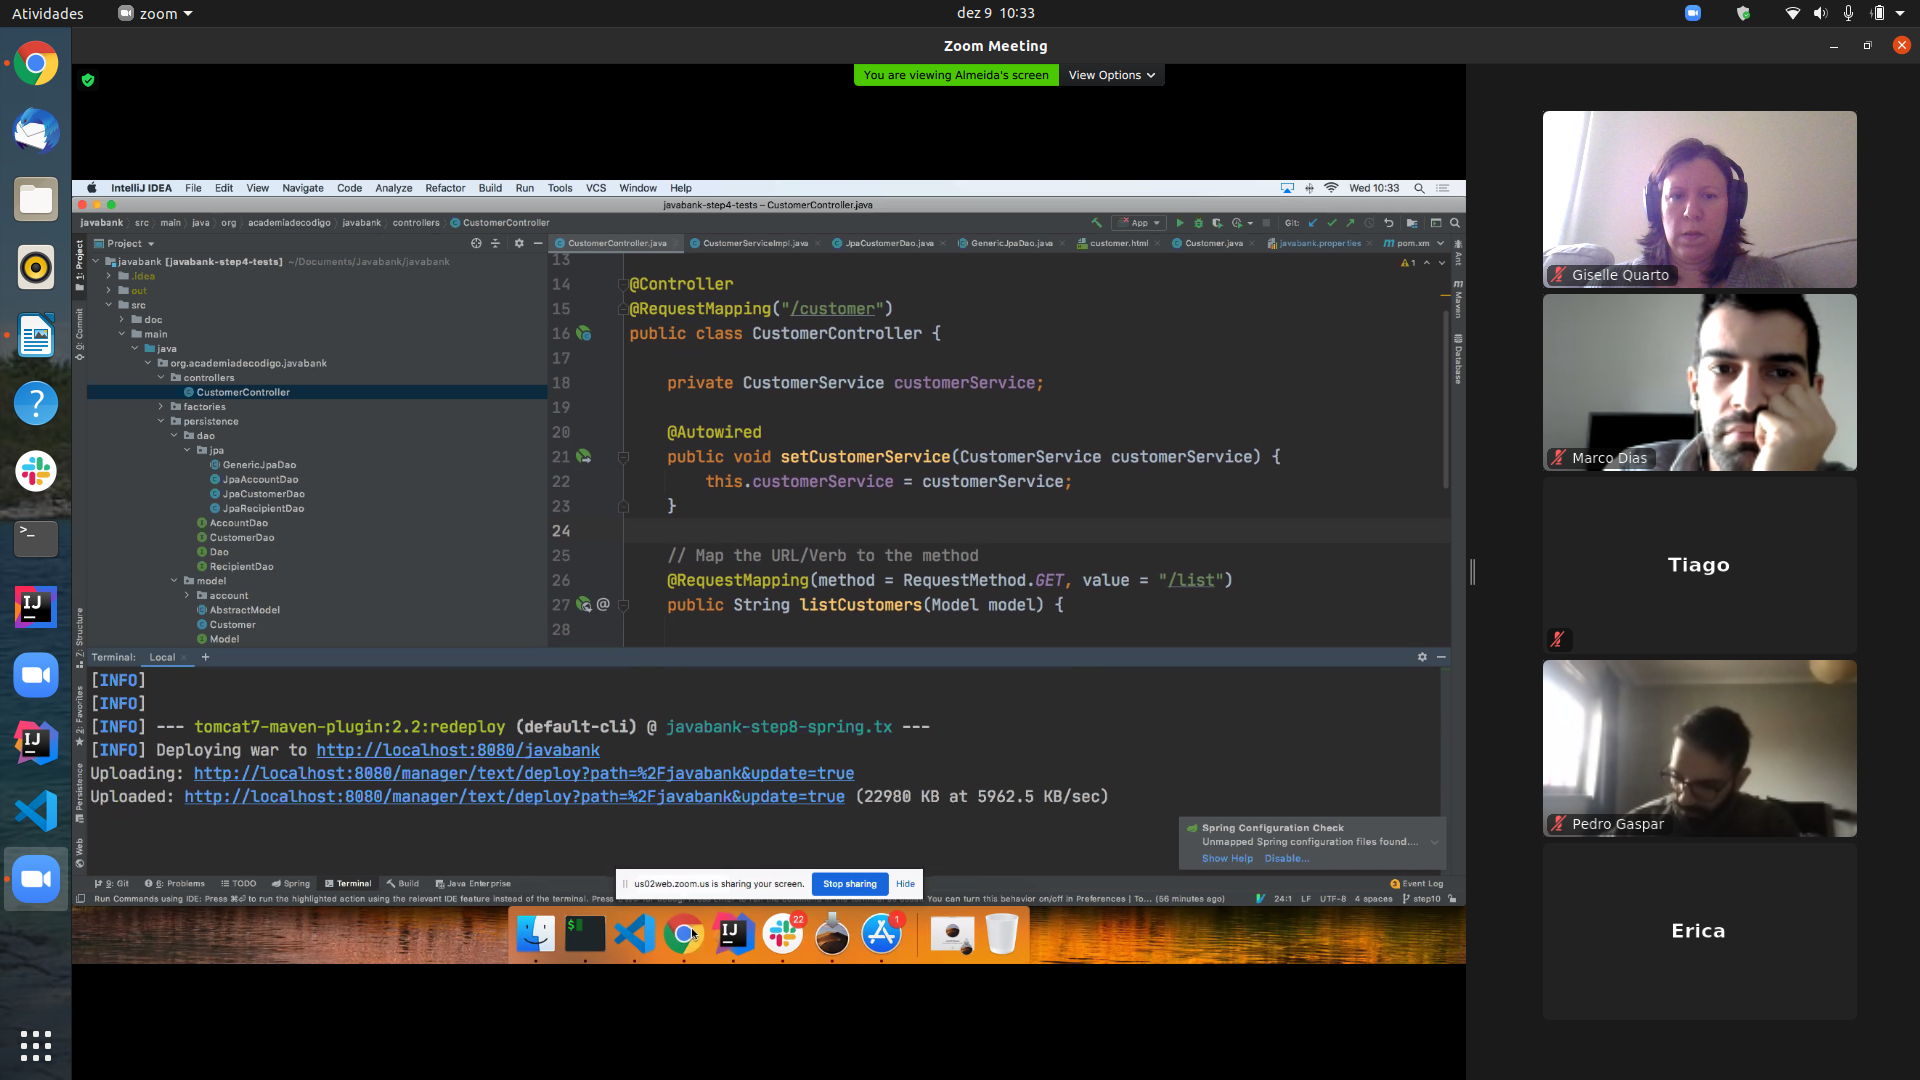 Atividades
zoom
dez 9 10:33
Zoom Meeting
You are viewing Almeida's screen
View Options
IntelliJ IDEA File Edit View Navigate Code Analyze Refactor Build Run Tools VCS Window Help
Wed 10:33
javabank-step4-tests – CustomerController.java
javabank src main java org academiadecodigo javabank controllers CustomerController
App
Git:
Project
CustomerController.java CustomerServiceImpl.java JpaCustomerDao.java GenericJpaDao.java customer.html Customer.java javabank.properties pom.xm
1: Project
0: Commit
7: Structure
2: Favorites
Persistence
Web
Ant
Maven
Database
javabank [javabank-step4-tests] ~/Documents/Javabank/javabank
.idea
out
src
doc
main
java
org.academiadecodigo.javabank
controllers
CustomerController
factories
persistence
dao
jpa
GenericJpaDao
JpaAccountDao
JpaCustomerDao
JpaRecipientDao
AccountDao
CustomerDao
Dao
RecipientDao
model
account
AbstractModel
Customer
Model
1
13
14 @Controller
15 @RequestMapping("/customer")
16 public class CustomerController {
17
18 private CustomerService customerService;
19
20 @Autowired
21 public void setCustomerService(CustomerService customerService) {
22 this.customerService = customerService;
23 }
24
25 // Map the URL/Verb to the method
26 @RequestMapping(method = RequestMethod.GET, value = "/list")
27 @ public String listCustomers(Model model) {
28
Terminal: Local +
[INFO]
[INFO]
[INFO] --- tomcat7-maven-plugin:2.2:redeploy (default-cli) @ javabank-step8-spring.tx ---
[INFO] Deploying war to http://localhost:8080/javabank
Uploading: http://localhost:8080/manager/text/deploy?path=%2Fjavabank&update=true
Uploaded: http://localhost:8080/manager/text/deploy?path=%2Fjavabank&update=true (22980 KB at 5962.5 KB/sec)
Spring Configuration Check
Unmapped Spring configuration files found....
Show Help Disable...
9: Git 6: Problems TODO Spring Terminal Build Java Enterprise
Event Log
us02web.zoom.us is sharing your screen. Stop sharing Hide
Run Commands using IDE: Press ⌘⏎ to run the highlighted action using the relevant IDE feature instead of the terminal.
You can turn this behavior on/off in Preferences | To... (56 minutes ago)
24:1 LF UTF-8 4 spaces step10
22
1
IJ
Giselle Quarto
Marco Dias
Tiago
Pedro Gaspar
Erica